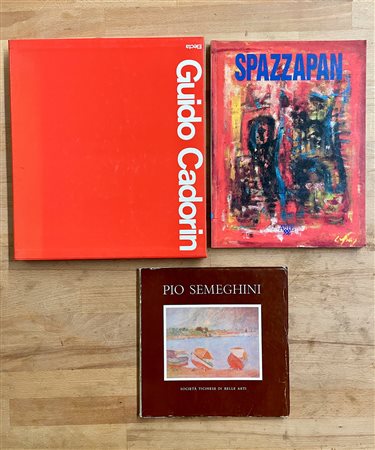 Electa
Guido Cadorin
SPAZZAPAN
PIO SEMEGHINI
SOCIETÀ TICINESE DI BELLE ARTI